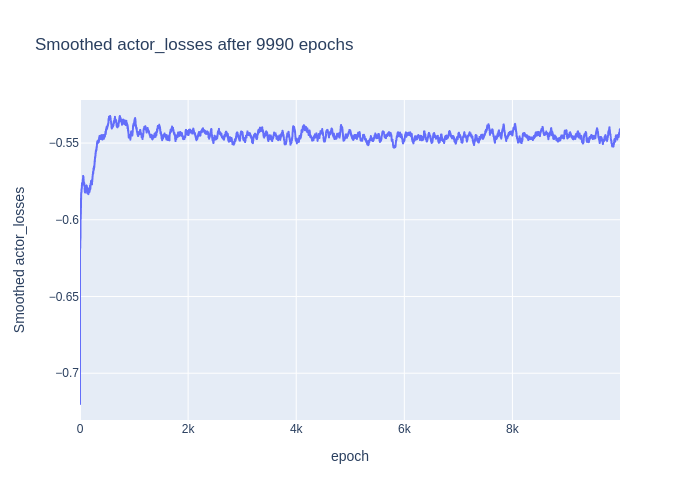 Smoothed actor_losses after 9990 epochs
Smoothed actor_losses
−0.55
−0.6
−0.65
−0.7
0
2k
4k
6k
8k
epoch